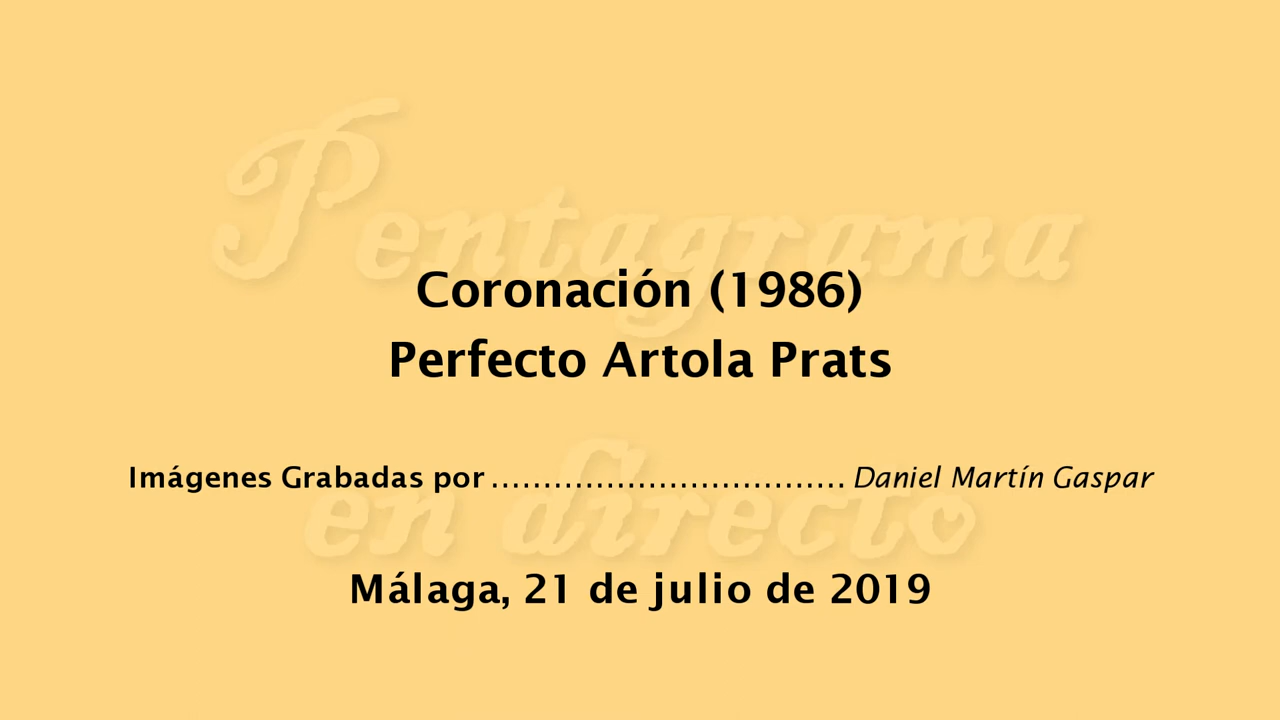 Pentagrama
Coronación (1986)
Perfecto Artola Prats
Imágenes Grabadas por ................................. Daniel Martín Gaspar
en directo
Málaga, 21 de julio de 2019